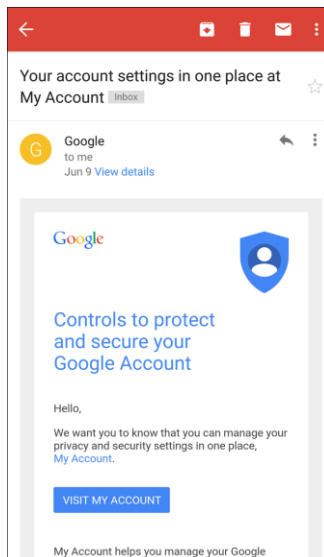 Your account settings in one place at
My Account Inbox
G
Google
to me
Jun 9 View details
Google
Controls to protect
and secure your
Google Account
Hello,
We want you to know that you can manage your
privacy and security settings in one place,
My Account.
VISIT MY ACCOUNT
My Account helps you manage your Google